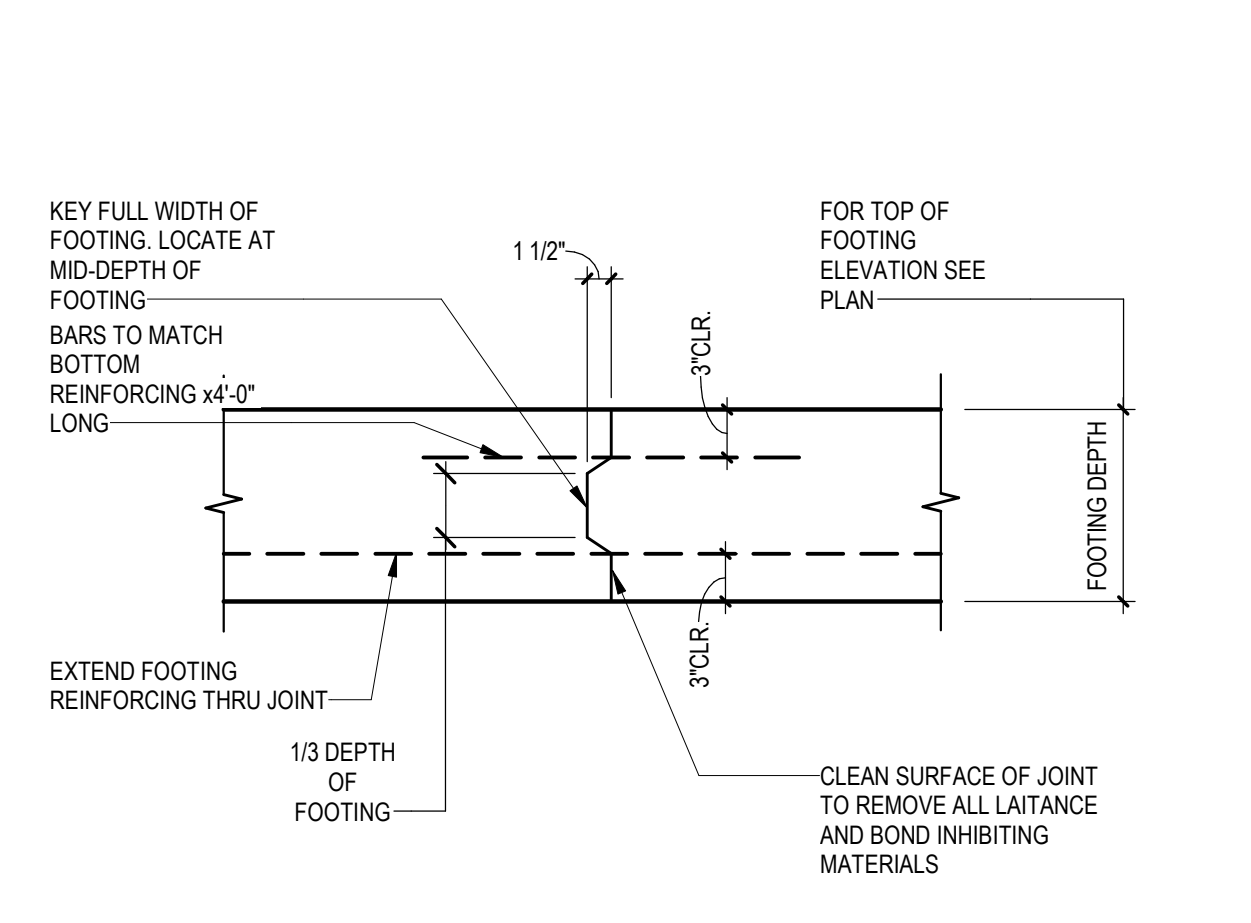 KEY FULL WIDTH OF
FOOTING. LOCATE AT
MID-DEPTH OF
FOOTING
BARS TO MATCH
BOTTOM
REINFORCING x4'-0"
LONG
1 1/2"
3"CLR.
FOR TOP OF
FOOTING
ELEVATION SEE
PLAN
FOOTING DEPTH
3"CLR.
EXTEND FOOTING
REINFORCING THRU JOINT
1/3 DEPTH
OF
FOOTING
CLEAN SURFACE OF JOINT
TO REMOVE ALL LAITANCE
AND BOND INHIBITING
MATERIALS